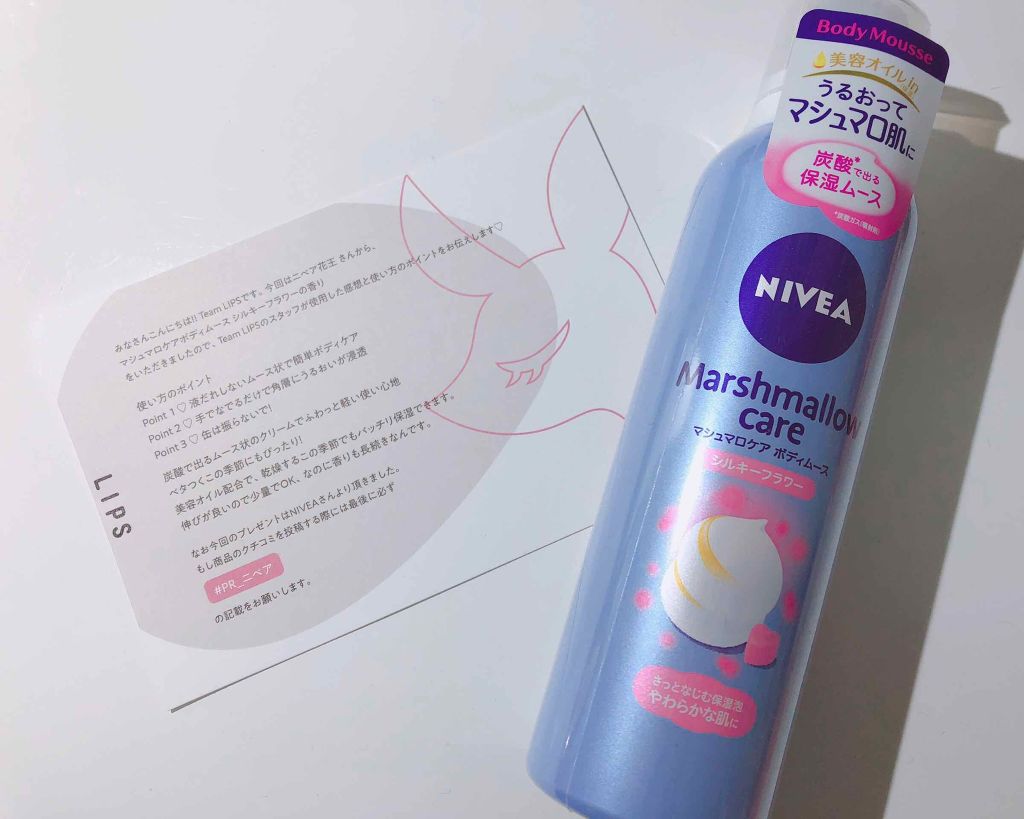 みなさんこんにちは!! Team LIPSです。今回はニベア花王 さんから、
マシュマロケアボディムース シルキーフラワーの香り
をいただきましたので、Team LIPSのスタッフが使用した感想と使い方のポイントをお伝えします♡
使い方のポイント
Point 1 ♡ 液だれしないムース状で簡単ボディケア
Point 2 ♡ 手でなでるだけで角層にうるおいが浸透
Point 3 ♡ 缶は振らないで!
炭酸で出るムース状のクリームでふわっと軽い使い心地
ベタつくこの季節にもぴったり!
美容オイル配合で、乾燥するこの季節でもバッチリ保湿できます。
伸びが良いので少量でOK、なのに香りも長続きなんです。
なお今回のプレゼントはNIVEAさんより頂きました。
もし商品のクチコミを投稿する際には最後に必ず
#PR_ニベア
の記載をお願いします。
LIPS
Body Mousse
美容オイルin
うるおって
マシュマロ肌に
炭酸*で出る
保湿ムース
*炭酸ガス(噴射剤)
NIVEA
Marshmallow
care
マシュマロケア ボディムース
シルキーフラワー
さっとなじむ保湿泡
やわらかな肌に